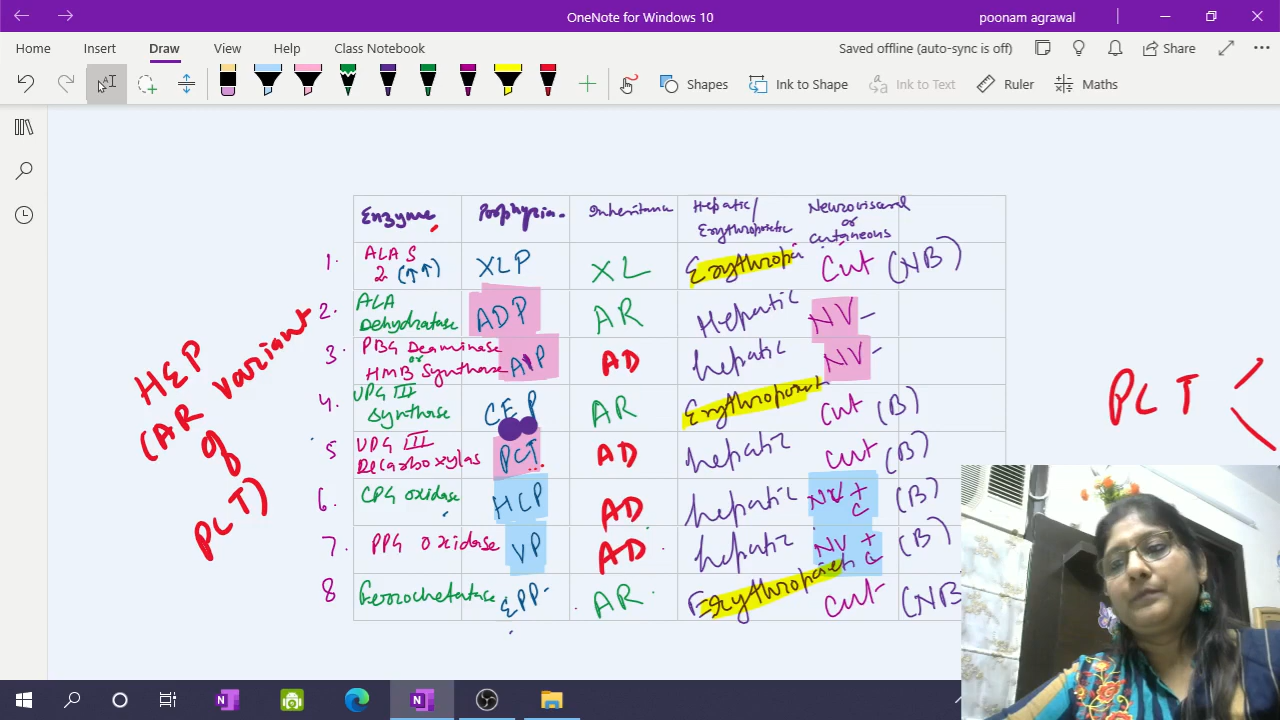 OneNote for Windows 10
poonam agrawal
Home Insert Draw View Help Class Notebook
Saved offline (auto-sync is off)
Share
Shapes
Ink to Shape
Ink to Text
Ruler
Maths
Enzyme Porphyria Inheritance Hepatic/ Erythropoietic Neurovisceral or cutaneous
1. ALAS 2 (↑↑) XLP XL Erythropoi Cut (NB)
2. ALA Dehydratase ADP AR Hepatic NV
3. PBG Deaminase or HMB Synthase AIP AD hepatic NV
4. UPG III Synthase CEP AR Erythropoiet Cut (B)
5 UPG III Decarboxylas PCT AD hepatic cut (B)
6. CPG oxidase HCP AD hepatic NV + C (B)
7. PPG oxidase VP AD hepatic NV + C (B)
8 Ferrochelatase EPP AR Erythropoietic cut (NB
HEP
(AR variant
of
PCT)
PCT